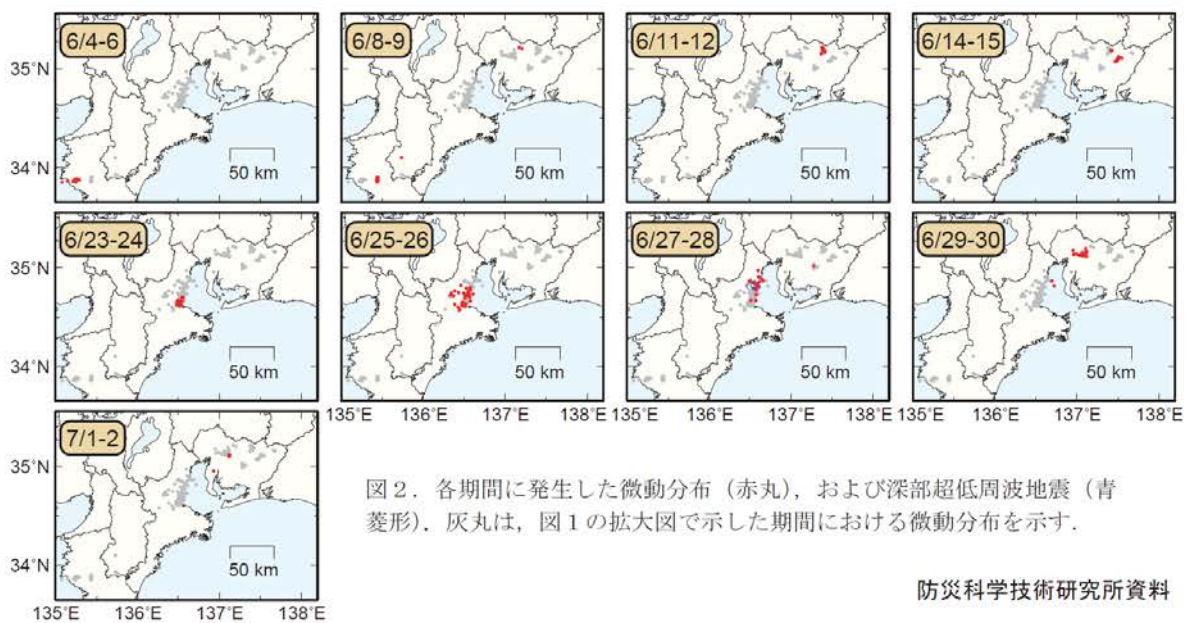 6/4-6
6/8-9
6/11-12
6/14-15
35°N
34°N
50 km
50 km
50 km
50 km
6/23-24
6/25-26
6/27-28
6/29-30
35°N
34°N
50 km
50 km
50 km
50 km
135°E 136°E 137°E 138°E
135°E 136°E 137°E 138°E
135°E 136°E 137°E 138°E
7/1-2
35°N
34°N
50 km
135°E 136°E 137°E 138°E
図２．各期間に発生した微動分布（赤丸），および深部超低周波地震（青
菱形）．灰丸は，図１の拡大図で示した期間における微動分布を示す．
防災科学技術研究所資料